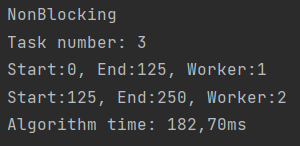 NonBlocking
Task number: 3
Start:0, End:125, Worker:1
Start:125, End:250, Worker:2
Algorithm time: 182,70ms